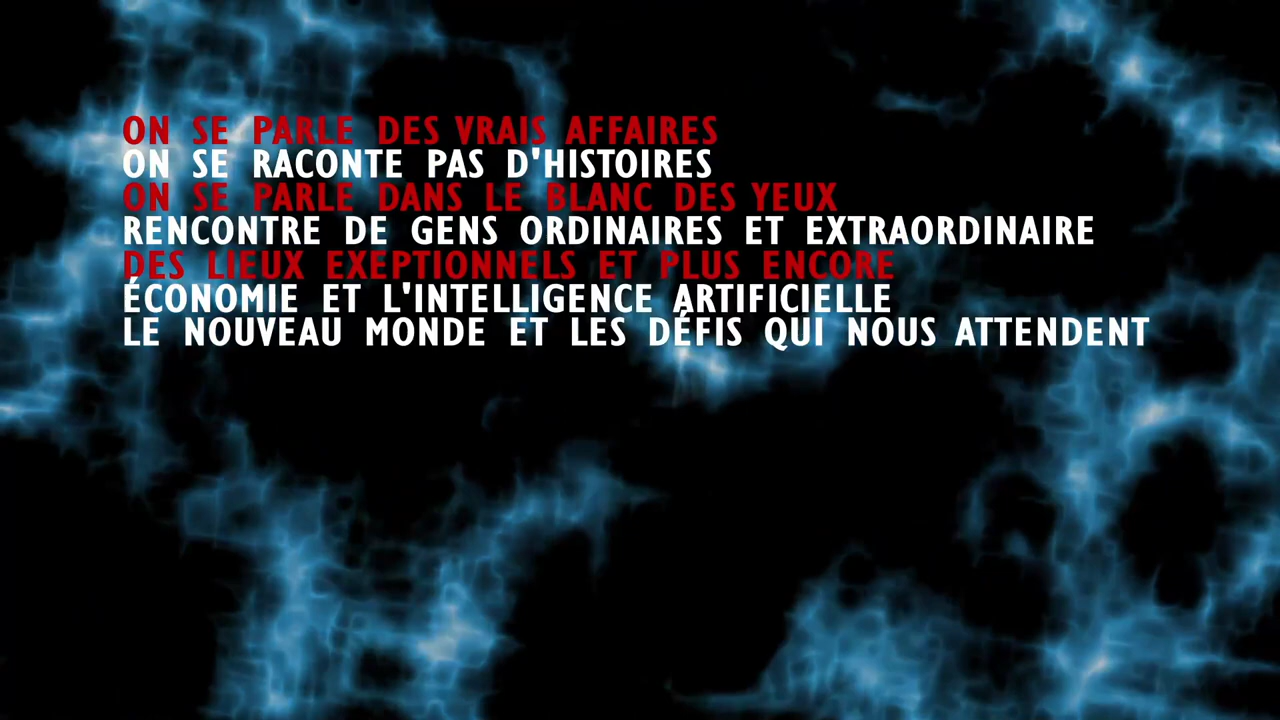 ON SE PARLE DES VRAIS AFFAIRES
ON SE RACONTE PAS D'HISTOIRES
ON SE PARLE DANS LE BLANC DES YEUX
RENCONTRE DE GENS ORDINAIRES ET EXTRAORDINAIRE
DES LIEUX EXEPTIONNELS ET PLUS ENCORE
ÉCONOMIE ET L'INTELLIGENCE ARTIFICIELLE
LE NOUVEAU MONDE ET LES DÉFIS QUI NOUS ATTENDENT